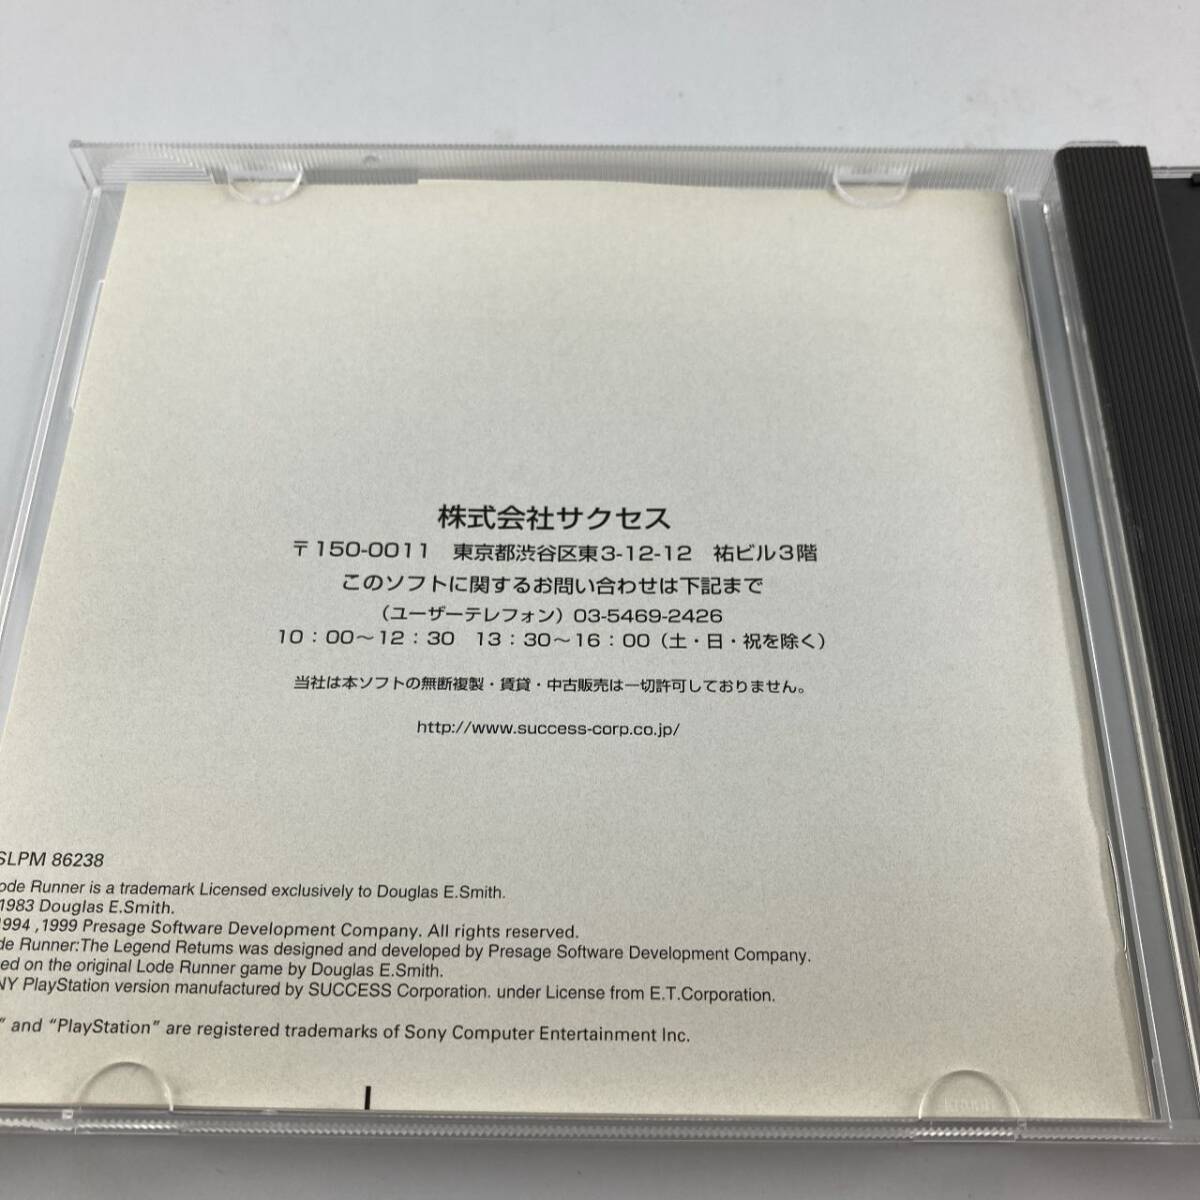 株式会社サクセス
〒150-0011　東京都渋谷区東3-12-12　祐ビル3階
このソフトに関するお問い合わせは下記まで
（ユーザーテレフォン）03-5469-2426
10：00～12：30　13：30～16：00（土・日・祝を除く）
当社は本ソフトの無断複製・賃貸・中古販売は一切許可しておりません。
http://www.success-corp.co.jp/
SLPM 86238
ode Runner is a trademark Licensed exclusively to Douglas E.Smith.
1983 Douglas E.Smith.
1994 ,1999 Presage Software Development Company. All rights reserved.
de Runner:The Legend Retums was designed and developed by Presage Software Development Company.
ed on the original Lode Runner game by Douglas E.Smith.
NY PlayStation version manufactured by SUCCESS Corporation. under License from E.T.Corporation.
” and “PlayStation” are registered trademarks of Sony Computer Entertainment Inc.